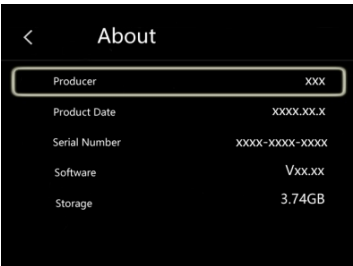 About
Producer xxx
Product Date xxxx.xx.x
Serial Number xxxx-xxxx-xxxx
Software Vxx.xx
Storage 3.74GB